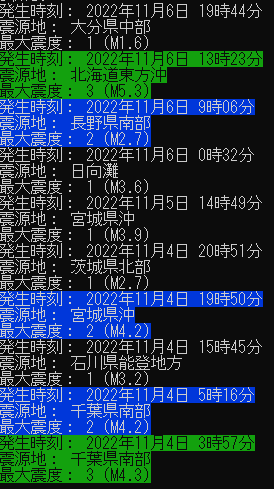 発生時刻： 2022年11月6日 19時44分
震源地： 大分県中部
最大震度： 1（M1.6）
発生時刻： 2022年11月6日 13時23分
震源地： 北海道東方沖
最大震度： 3（M5.3）
発生時刻： 2022年11月6日 9時06分
震源地： 長野県南部
最大震度： 2（M2.7）
発生時刻： 2022年11月6日 0時32分
震源地： 日向灘
最大震度： 1（M3.6）
発生時刻： 2022年11月5日 14時49分
震源地： 宮城県沖
最大震度： 1（M3.9）
発生時刻： 2022年11月4日 20時51分
震源地： 茨城県北部
最大震度： 1（M2.7）
発生時刻： 2022年11月4日 19時50分
震源地： 宮城県沖
最大震度： 2（M4.2）
発生時刻： 2022年11月4日 15時45分
震源地： 石川県能登地方
最大震度： 1（M3.2）
発生時刻： 2022年11月4日 5時16分
震源地： 千葉県南部
最大震度： 2（M4.2）
発生時刻： 2022年11月4日 3時57分
震源地： 千葉県南部
最大震度： 3（M4.3）